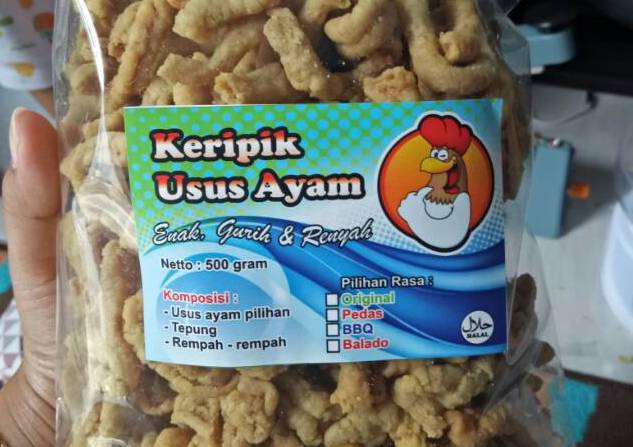 Keripik
Usus Ayam
Enak, Gurih & Renyah
Netto : 500 gram
Komposisi :
- Usus ayam pilihan
- Tepung
- Rempah - rempah
Pilihan Rasa :
Original
Pedas
BBQ
Balado
حلال
HALAL